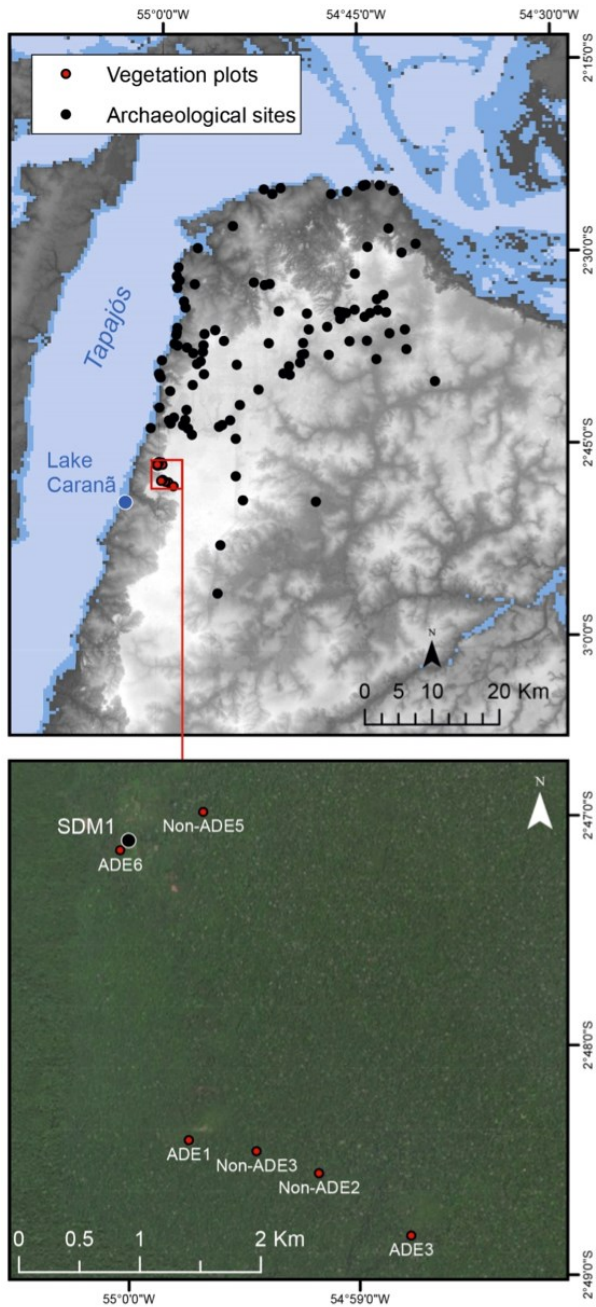 55°0'0"W 54°45'0"W 54°30'0"W
Vegetation plots
Archaeological sites
2°15'0"S
2°30'0"S
Tapajós
2°45'0"S
Lake
Caranã
3°0'0"S
N
0 5 10 20 Km
N
2°47'0"S
SDM1
Non-ADE5
ADE6
2°48'0"S
ADE1
Non-ADE3
Non-ADE2
ADE3
0 0.5 1 2 Km
2°49'0"S
55°0'0"W 54°59'0"W